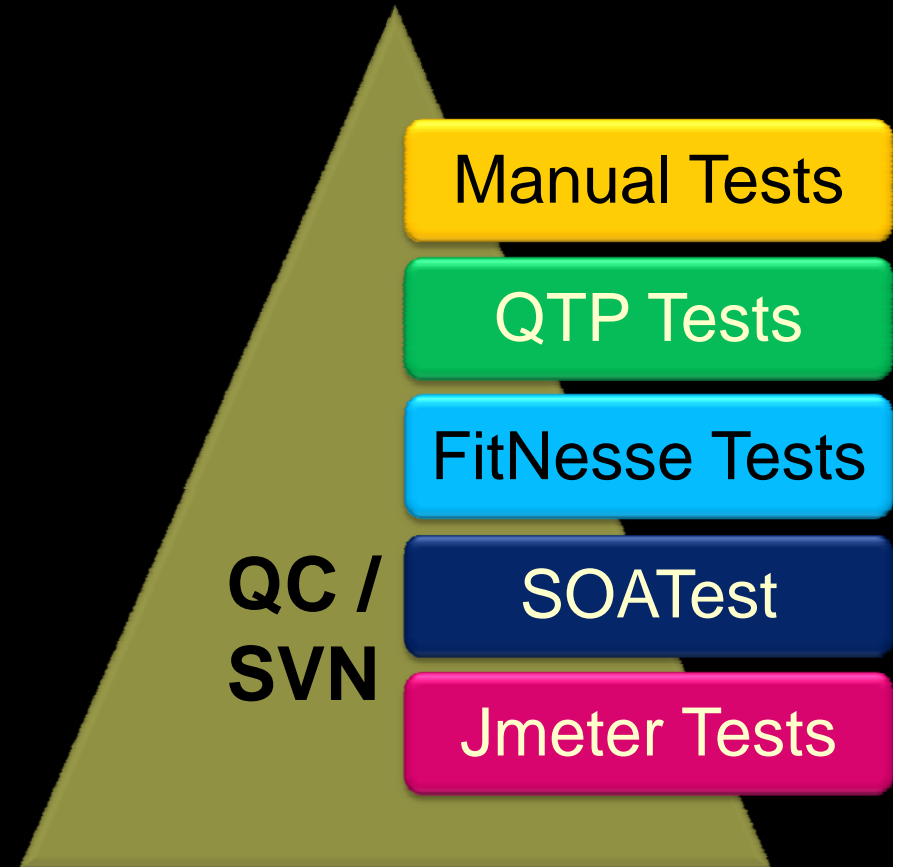 Manual Tests
QTP Tests
FitNesse Tests
QC /
SVN
SOATest
Jmeter Tests